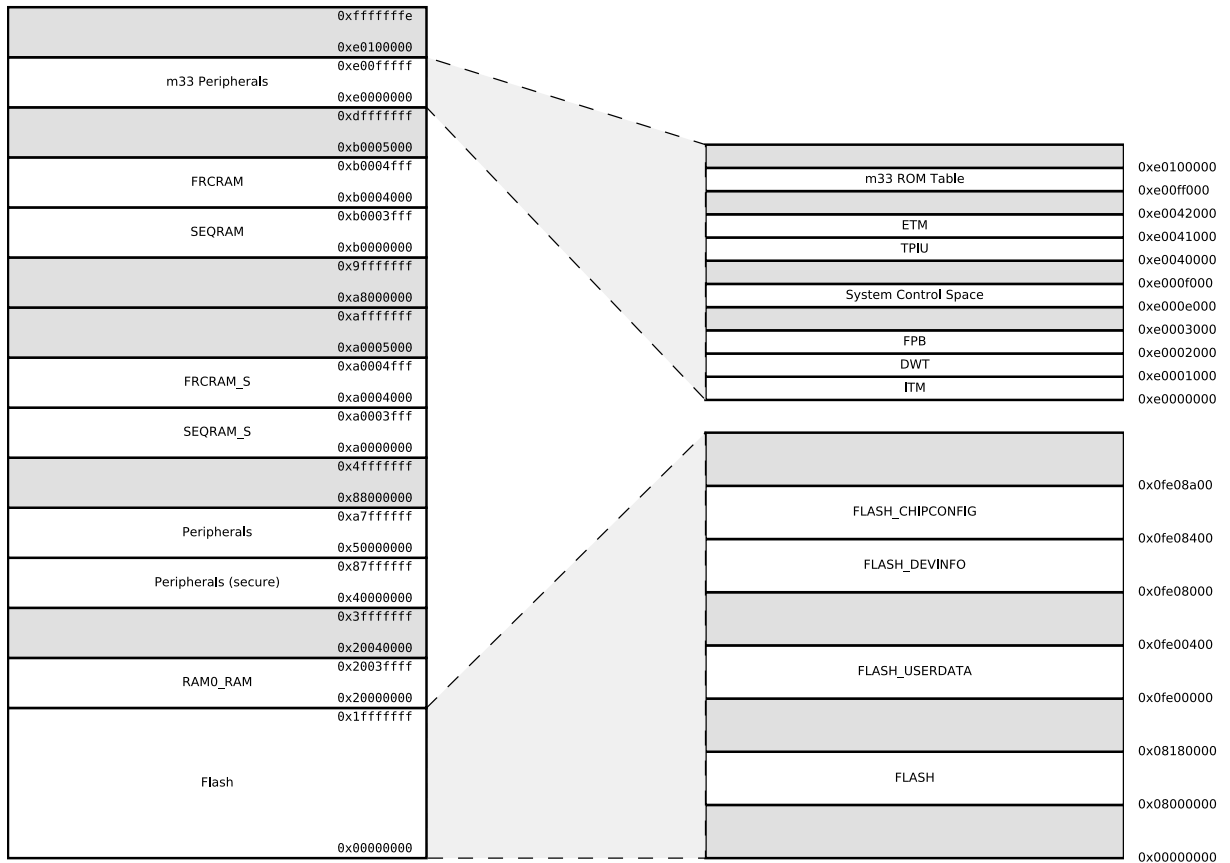 0xfffffffe
0xe0100000
0xe00fffff
m33 Peripherals
0xe0000000
0xdfffffff
0xb0005000
0xb0004fff
FRCRAM
0xb0004000
0xb0003fff
SEQRAM
0xb0000000
0x9fffffff
0xa8000000
0xafffffff
0xa0005000
0xa0004fff
FRCRAM_S
0xa0004000
0xa0003fff
SEQRAM_S
0xa0000000
0x4fffffff
0x88000000
0xa7ffffff
Peripherals
0x50000000
0x87ffffff
Peripherals (secure)
0x40000000
0x3fffffff
0x20040000
0x2003ffff
RAM0_RAM
0x20000000
0x1fffffff
Flash
0x00000000
0xe0100000
m33 ROM Table
0xe00ff000
0xe0042000
ETM
0xe0041000
TPIU
0xe0040000
0xe000f000
System Control Space
0xe000e000
0xe0003000
FPB
0xe0002000
DWT
0xe0001000
ITM
0xe0000000
0x0fe08a00
FLASH_CHIPCONFIG
0x0fe08400
FLASH_DEVINFO
0x0fe08000
0x0fe00400
FLASH_USERDATA
0x0fe00000
0x08180000
FLASH
0x08000000
0x00000000